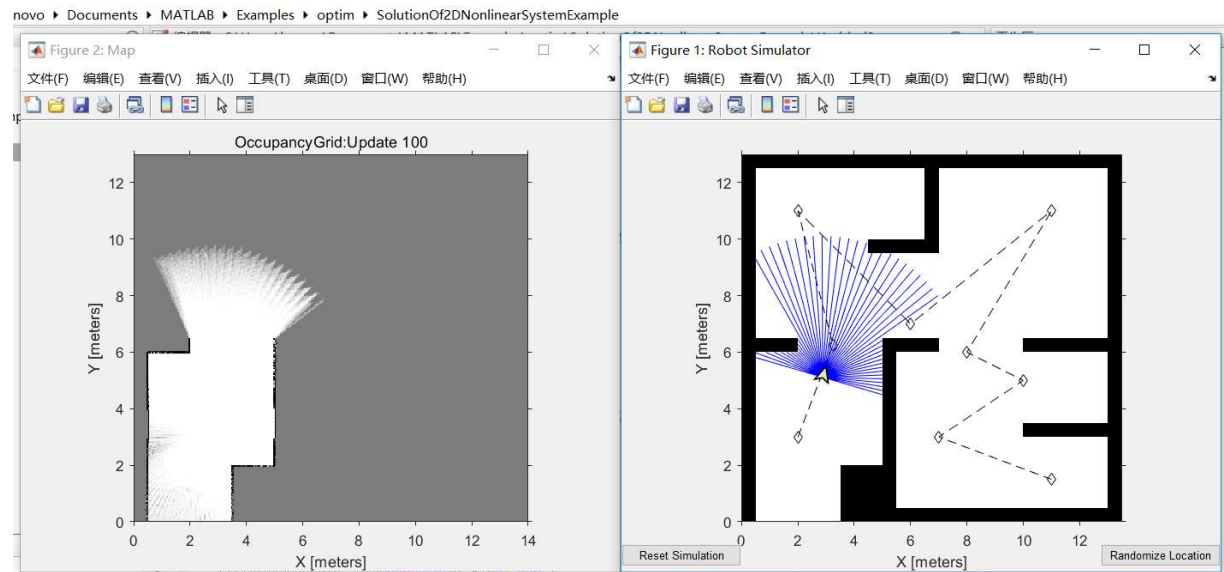 novo ▸ Documents ▸ MATLAB ▸ Examples ▸ optim ▸ SolutionOf2DNonlinearSystemExample
Figure 2: Map
文件(F) 编辑(E) 查看(V) 插入(I) 工具(T) 桌面(D) 窗口(W) 帮助(H)
OccupancyGrid:Update 100
12
10
8
6
4
2
0
Y [meters]
0 2 4 6 8 10 12 14
X [meters]
Figure 1: Robot Simulator
文件(F) 编辑(E) 查看(V) 插入(I) 工具(T) 桌面(D) 窗口(W) 帮助(H)
12
10
8
6
4
2
0
Y [meters]
0 2 4 6 8 10 12
X [meters]
Reset Simulation
Randomize Location